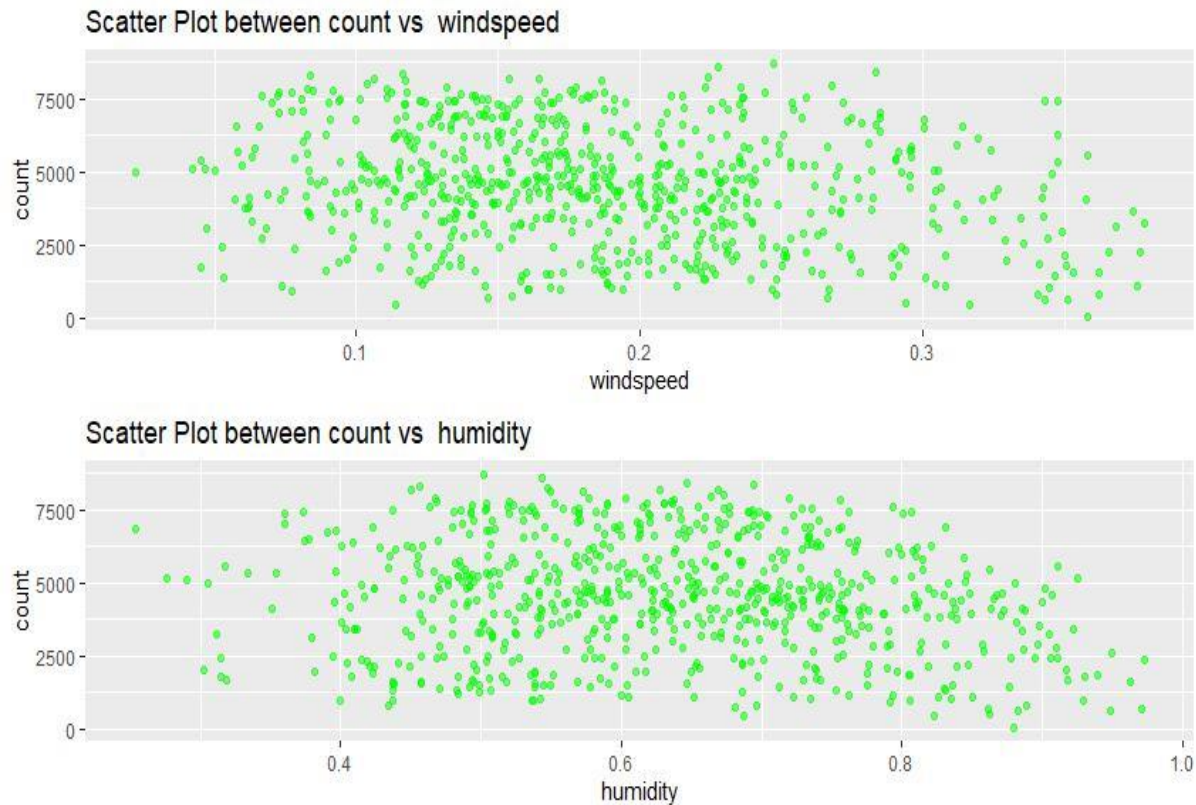 Scatter Plot between count vs  windspeed
7500
5000
2500
0
count
0.1 0.2 0.3
windspeed
Scatter Plot between count vs  humidity
7500
5000
2500
0
count
0.4 0.6 0.8 1.0
humidity